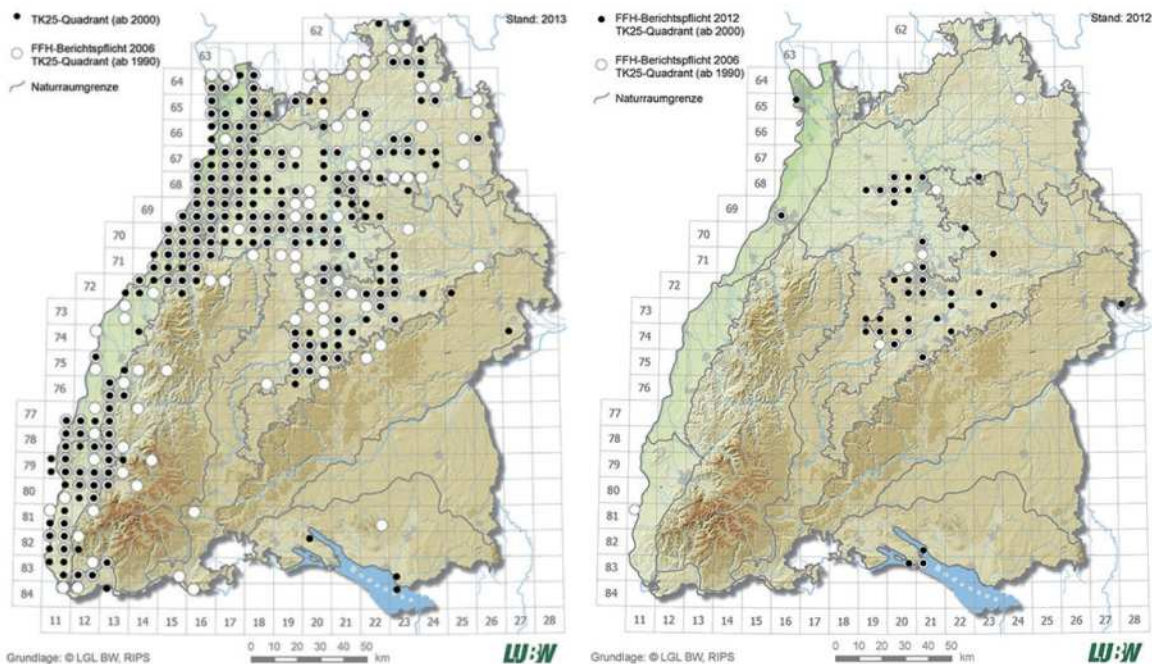 TK25-Quadrant (ab 2000)
FFH-Berichtspflicht 2006
TK25-Quadrant (ab 1990)
Naturraumgrenze
Stand: 2013
62
63
64
65
66
67
68
69
70
71
72
73
74
75
76
77
78
79
80
81
82
83
84
11 12 13 14 15 16 17 18 19 20 21 22 23 24 25 26 27 28
0 10 20 30 40 50
km
Grundlage: © LGL BW, RIPS
LUBW
FFH-Berichtspflicht 2012
TK25-Quadrant (ab 2000)
FFH-Berichtspflicht 2006
TK25-Quadrant (ab 1990)
Naturraumgrenze
Stand: 2012
62
63
64
65
66
67
68
69
70
71
72
73
74
75
76
77
78
79
80
81
82
83
84
11 12 13 14 15 16 17 18 19 20 21 22 23 24 25 26 27 28
0 10 20 30 40 50
km
Grundlage: © LGL BW, RIPS
LUBW